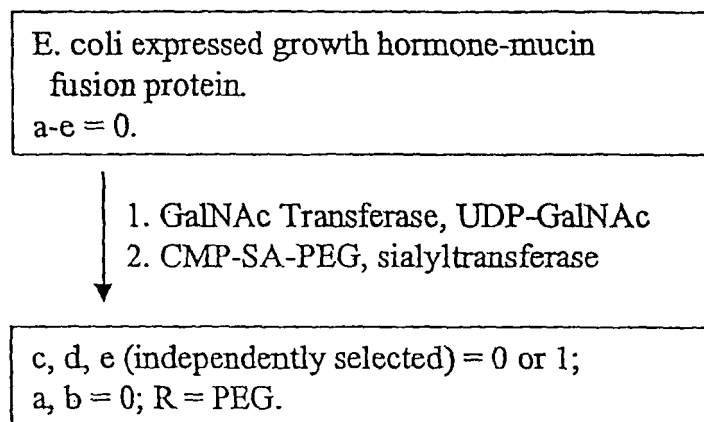 E. coli expressed growth hormone-mucin
fusion protein.
a-e = 0.
1. GalNAc Transferase, UDP-GalNAc
2. CMP-SA-PEG, sialyltransferase
c, d, e (independently selected) = 0 or 1;
a, b = 0; R = PEG.